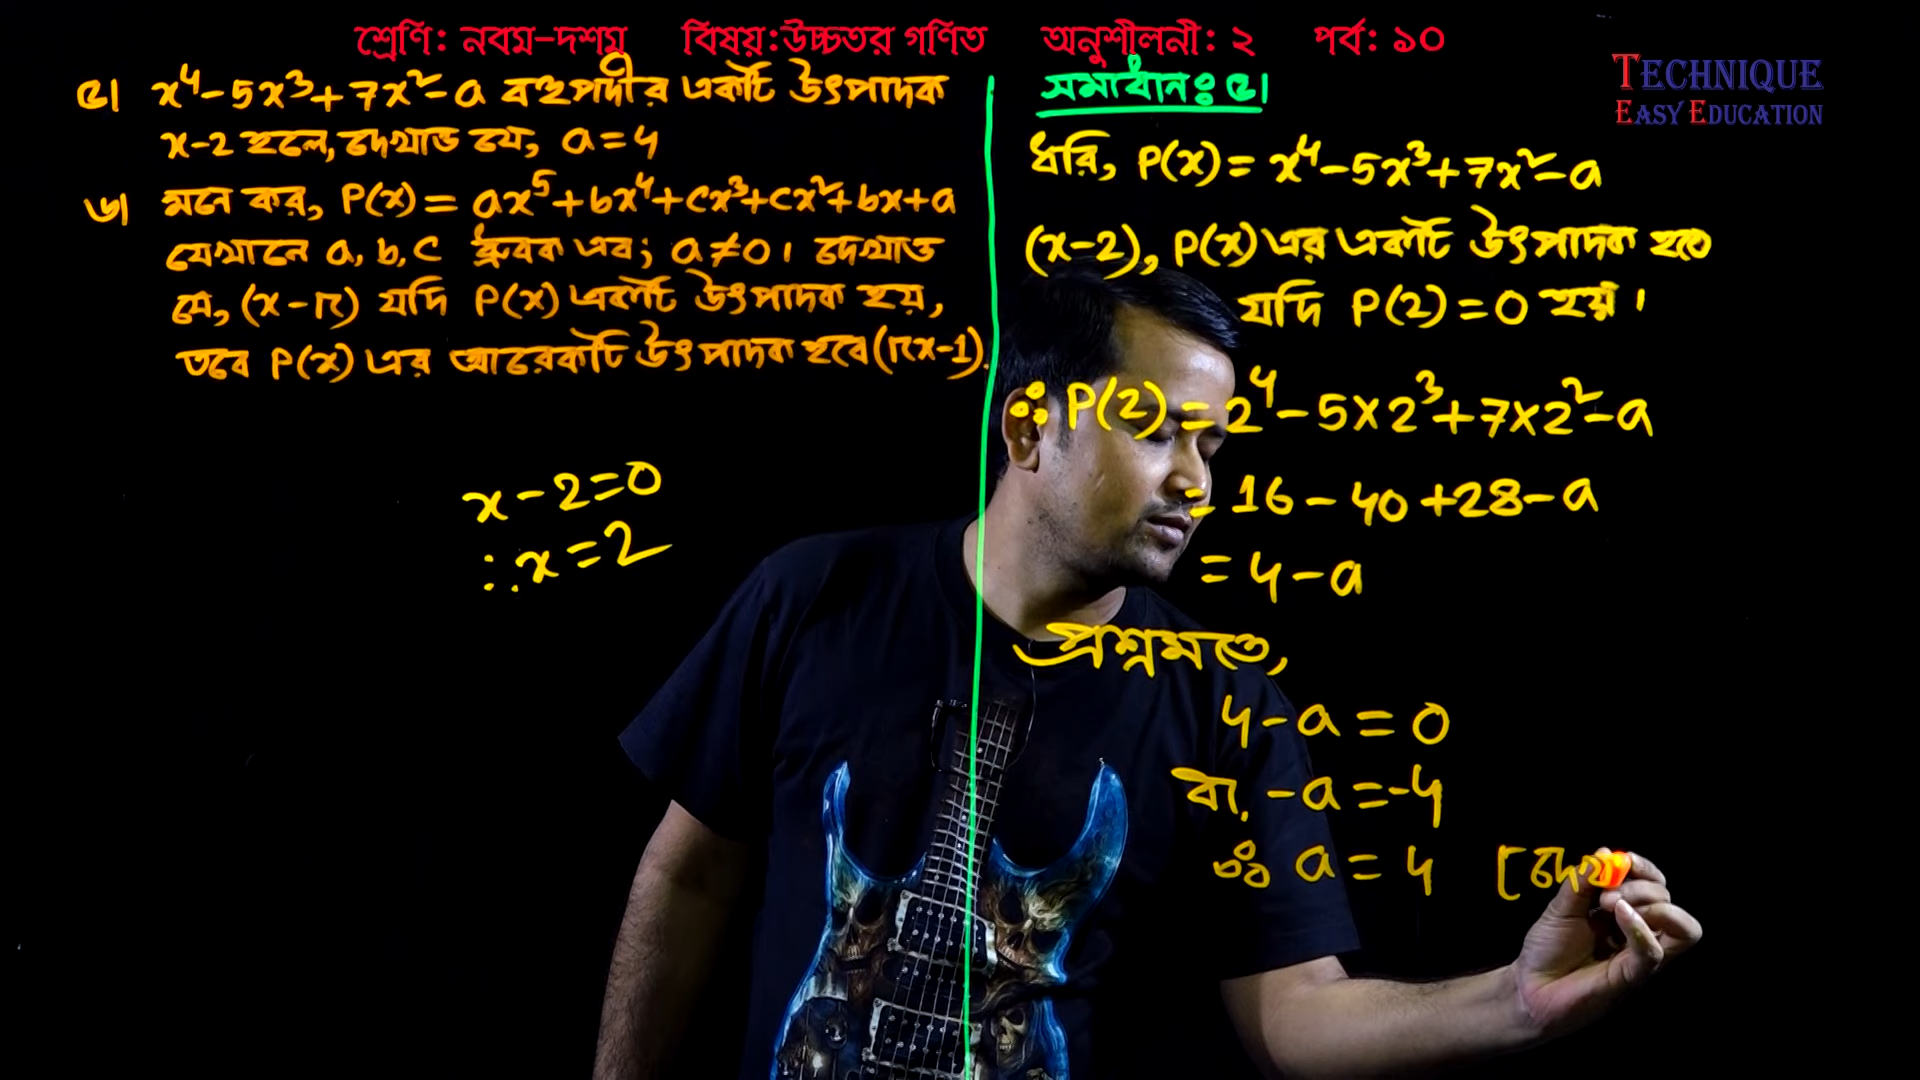 শ্রেণি: নবম-দশম বিষয়:উচ্চতর গণিত অনুশীলনী: ২ পর্ব: ১০
TECHNIQUE
EASY EDUCATION
৫। x⁴-5x³+7x²-a বহুপদীর একটি উৎপাদক
x-2 হলে, দেখাও যে, a=4
৬। মনে কর, P(x) = ax⁵+bx⁴+cx³+cx²+bx+a
যেখানে a, b, c ধ্রুবক এবং a≠0। দেখাও
যে, (x-r) যদি P(x) একটি উৎপাদক হয়,
তবে P(x) এর আরেকটি উৎপাদক হবে (rx-1).
x-2=0
∴x=2
সমাধানঃ ৫।
ধরি, P(x) = x⁴-5x³+7x²-a
(x-2), P(x) এর একটি উৎপাদক হবে
যদি P(2)=0 হয়।
∴ P(2) = 2⁴-5×2³+7×2²-a
= 16-40+28-a
= 4-a
প্রশ্নমতে,
4-a=0
বা, -a=-4
∴ a=4 [দেখা